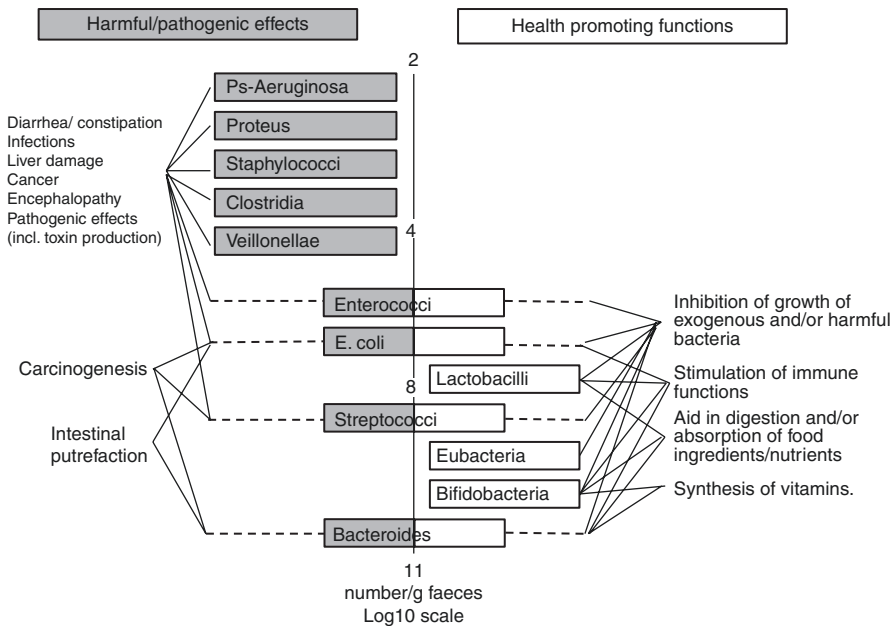 Harmful/pathogenic effects
Health promoting functions
2
Ps-Aeruginosa
Proteus
Staphylococci
Clostridia
Veillonellae
Diarrhea/ constipation
Infections
Liver damage
Cancer
Encephalopathy
Pathogenic effects
(incl. toxin production)
4
Enterococci
E. coli
Lactobacilli
8
Streptococci
Eubacteria
Bifidobacteria
Bacteroides
Carcinogenesis
Intestinal
putrefaction
Inhibition of growth of
exogenous and/or harmful
bacteria
Stimulation of immune
functions
Aid in digestion and/or
absorption of food
ingredients/nutrients
Synthesis of vitamins.
11
number/g faeces
Log10 scale